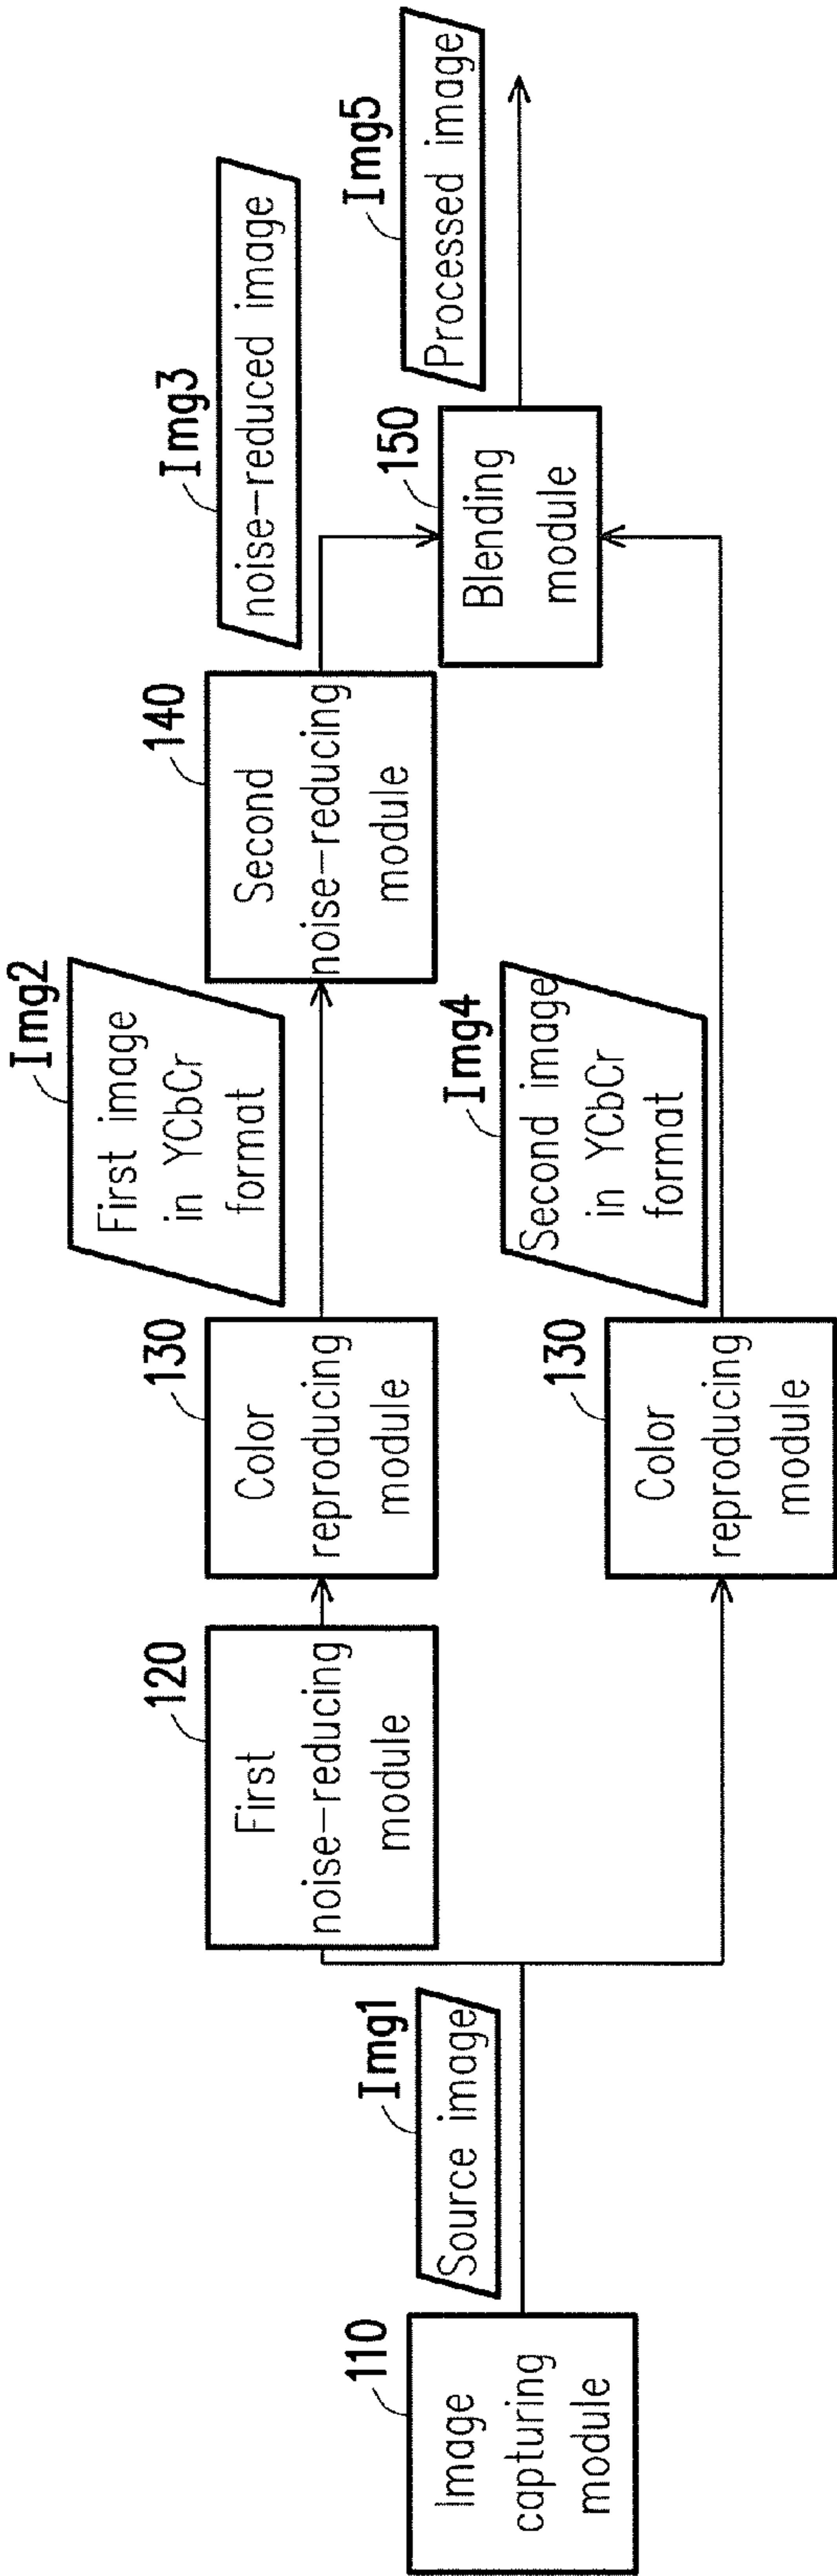 110
Image
capturing
module
Img1
Source image
120
First
noise-reducing
module
130
Color
reproducing
module
Img2
First image
in YCbCr
format
140
Second
noise-reducing
module
Img3
noise-reduced image
130
Color
reproducing
module
Img4
Second image
in YCbCr
format
150
Blending
module
Img5
Processed image